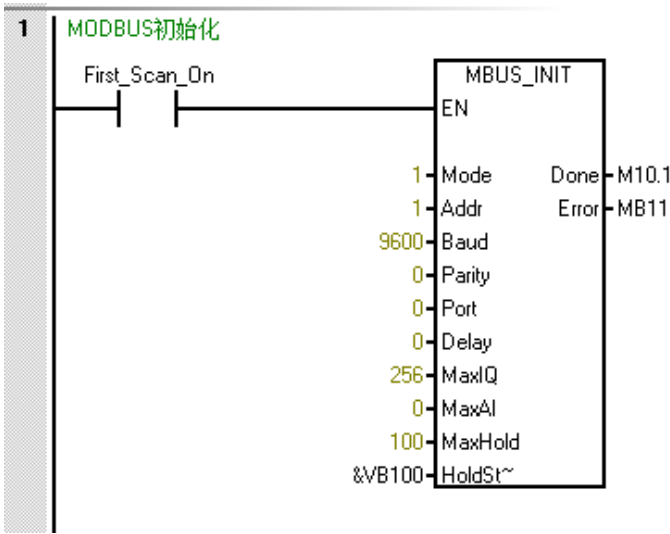 1 MODBUS初始化
First_Scan_On MBUS_INIT
EN
1 Mode Done M10.1
1 Addr Error MB11
9600 Baud
0 Parity
0 Port
0 Delay
256 MaxIQ
0 MaxAI
100 MaxHold
&VB100 HoldSt~